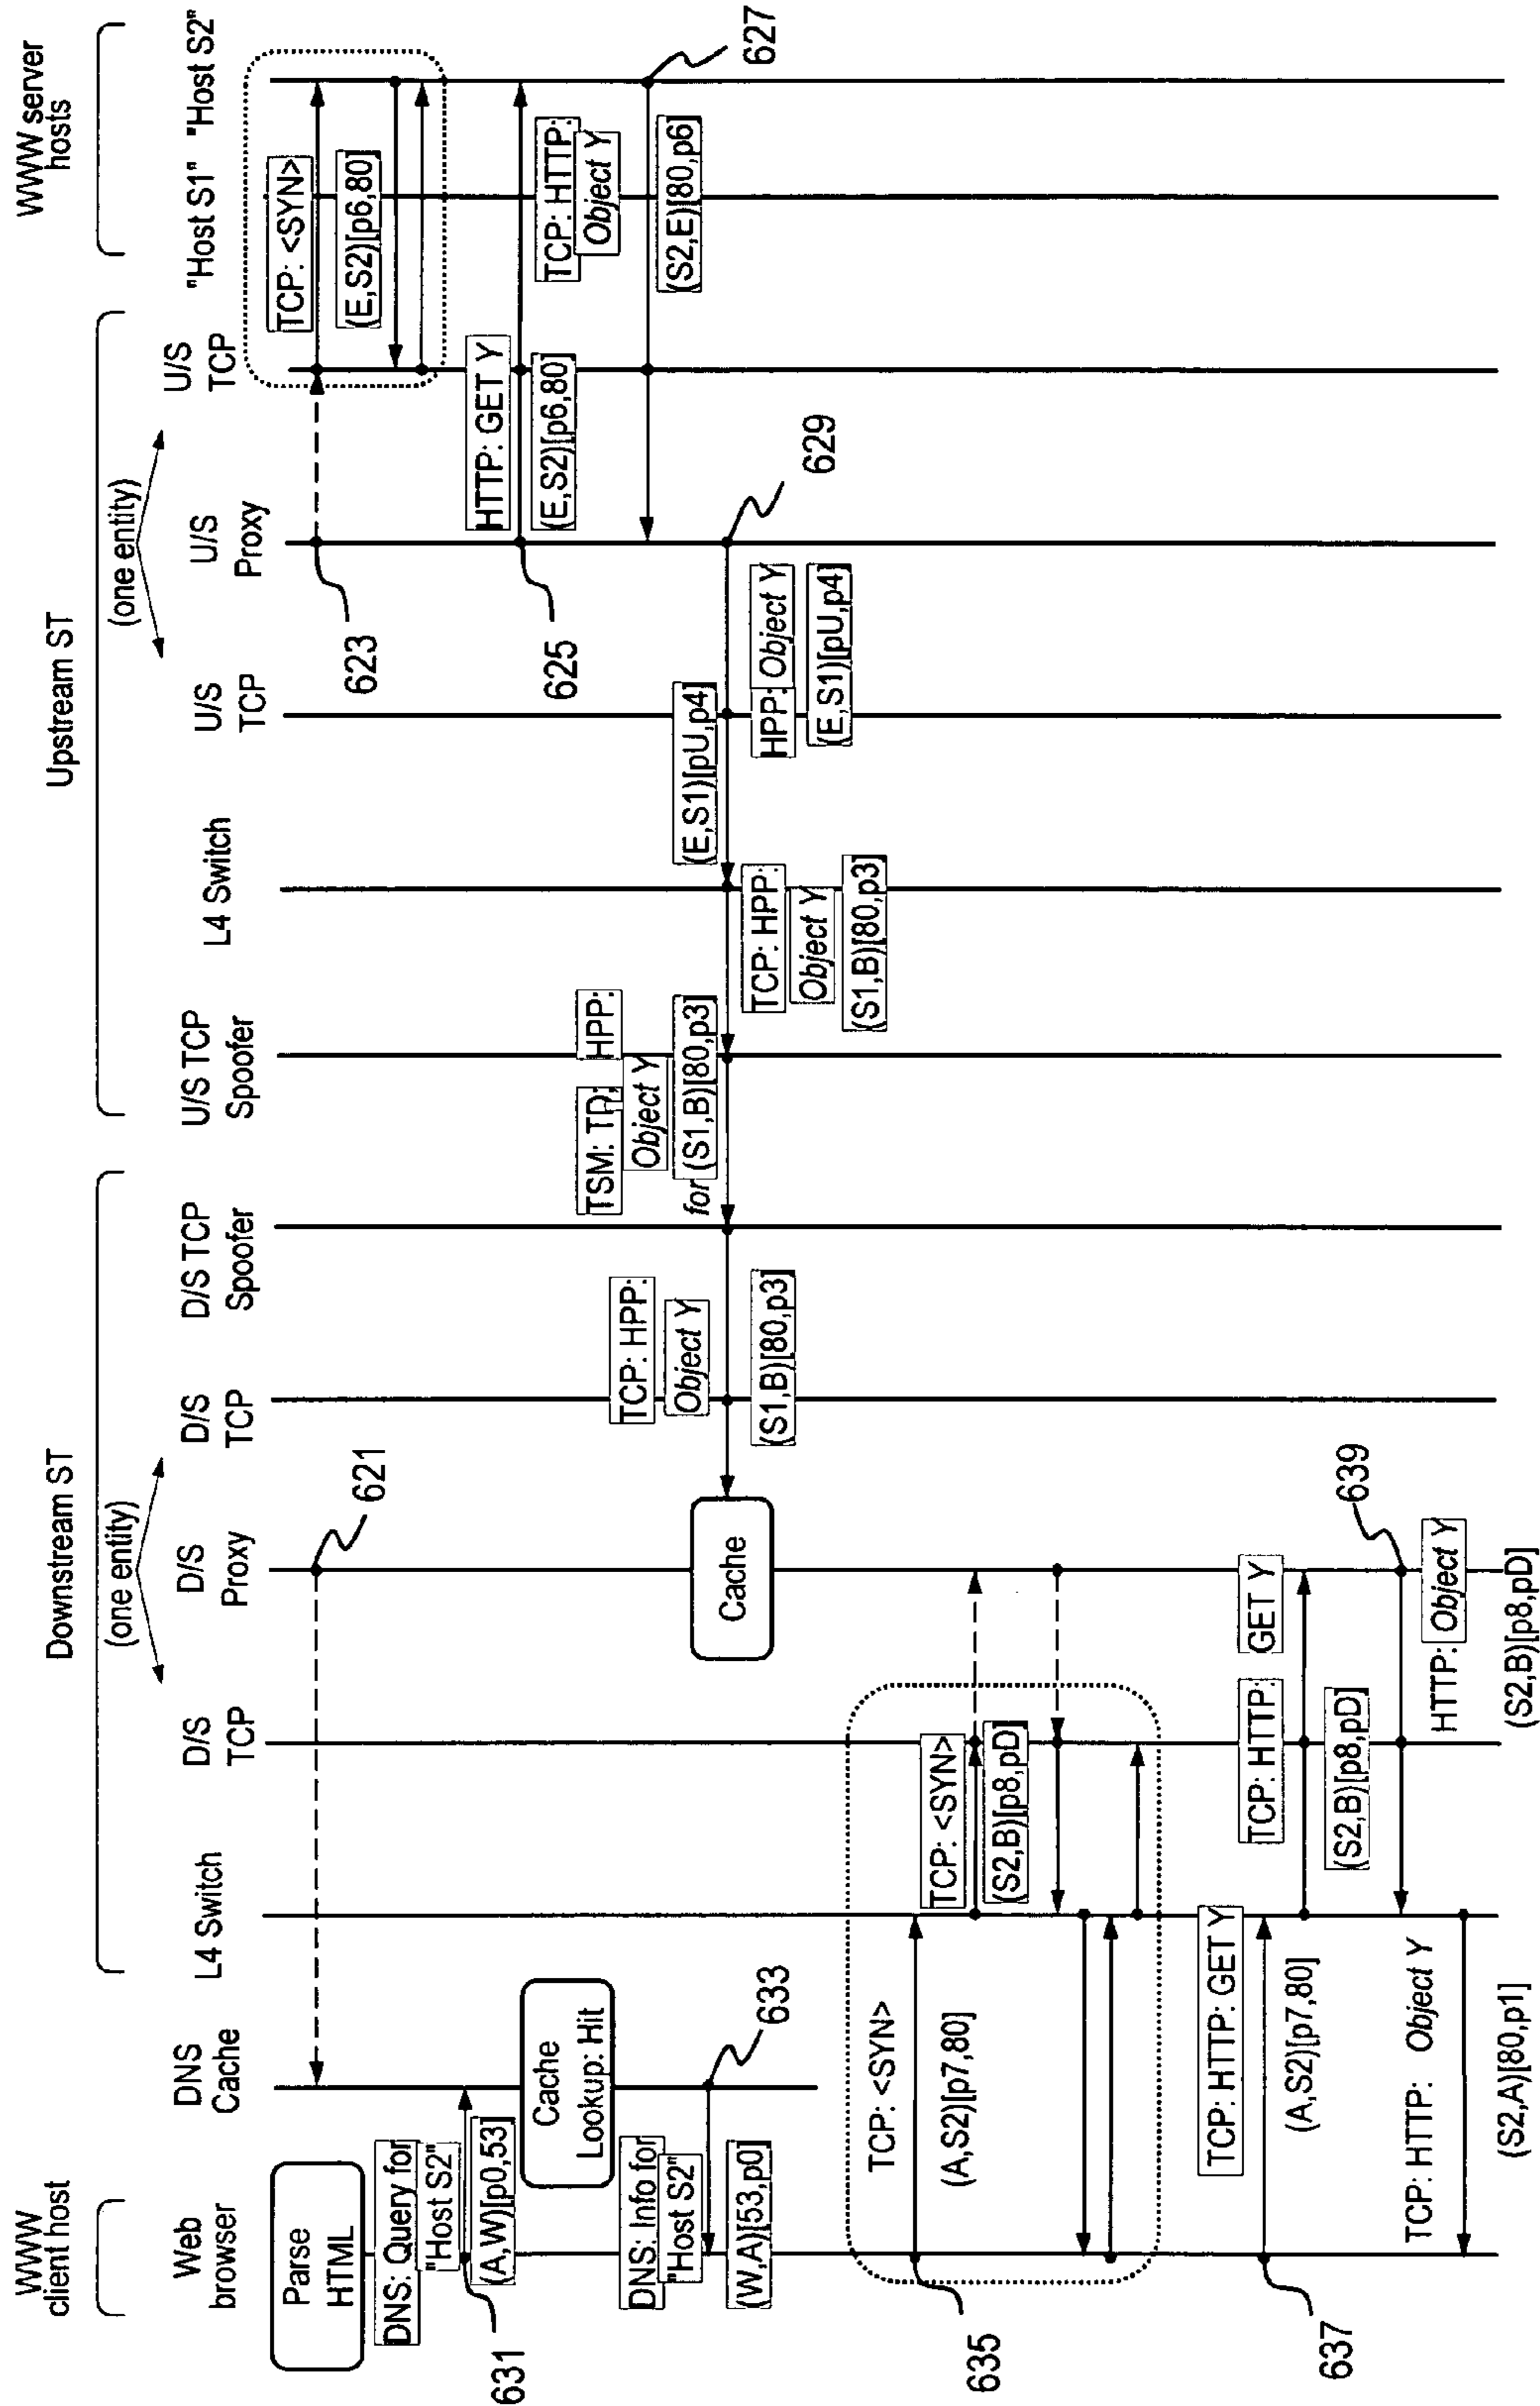 WWW
client host
Downstream ST
Upstream ST
WWW server
hosts
(one entity)
(one entity)
Web
browser
DNS
Cache
L4 Switch
D/S
TCP
D/S
Proxy
D/S
TCP
D/S TCP
Spoofer
U/S TCP
Spoofer
L4 Switch
U/S
TCP
U/S
Proxy
U/S
TCP
"Host S1"
"Host S2"
Parse
HTML
621
623
TCP: <SYN>
(E,S2)[p6,80]
DNS: Query for
"Host S2"
(A,W)[p0,53]
631
HTTP: GET Y
(E,S2)[p6,80]
625
Cache
Lookup: Hit
TCP: HTTP:
Object Y
(S2,E)[80,p6]
627
DNS: Info for
"Host S2"
(W,A)[53,p0]
633
629
(E,S1)[pU,p4]
HPP: Object Y
(E,S1)[pU,p4]
TCP: HPP:
Object Y
(S1,B)[80,p3]
TSM: TD: HPP:
Object Y
for (S1,B)[80,p3]
TCP: HPP:
Object Y
(S1,B)[80,p3]
Cache
TCP: <SYN>
(A,S2)[p7,80]
635
TCP: <SYN>
(S2,B)[p8,pD]
TCP: HTTP: GET Y
(A,S2)[p7,80]
637
TCP: HTTP: GET Y
(S2,B)[p8,pD]
639
HTTP: Object Y
(S2,B)[p8,pD]
TCP: HTTP: Object Y
(S2,A)[80,p1]